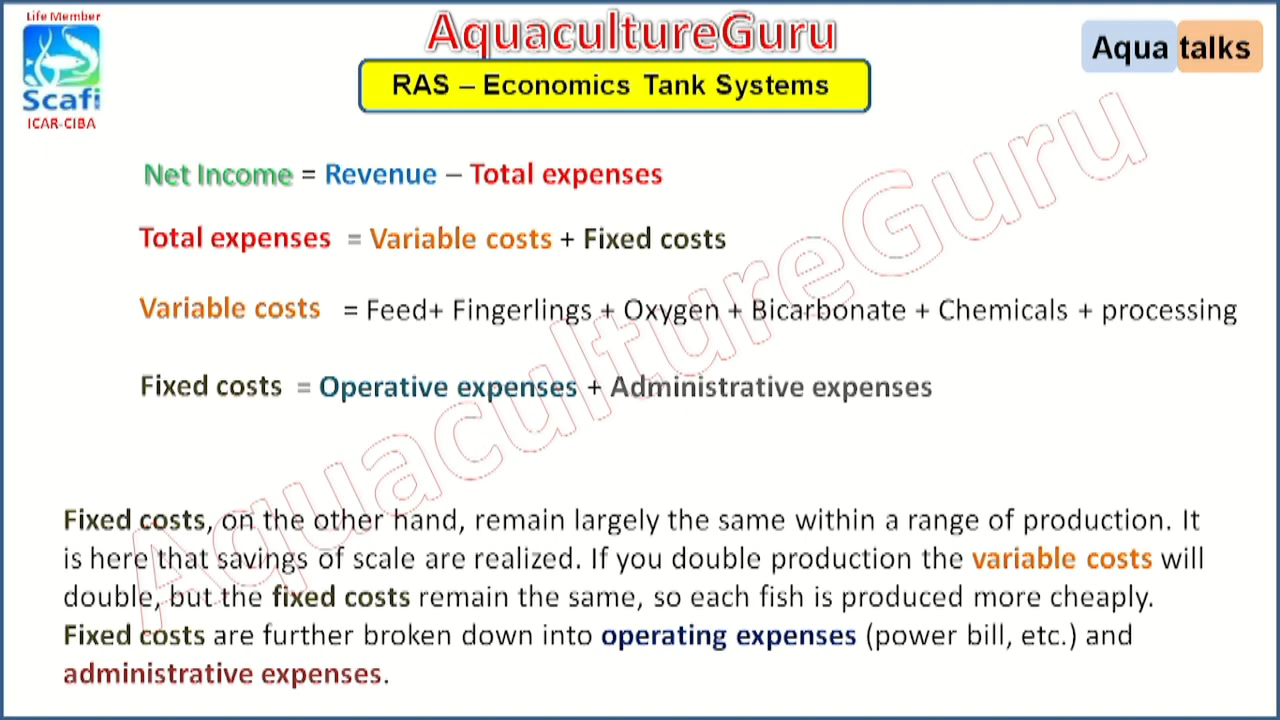 Life Member
AquacultureGuru
Aqua talks
RAS – Economics Tank Systems
Scafi
ICAR-CIBA
Net Income = Revenue – Total expenses
Total expenses = Variable costs + Fixed costs
Variable costs = Feed+ Fingerlings + Oxygen + Bicarbonate + Chemicals + processing
Fixed costs = Operative expenses + Administrative expenses
AquacultureGuru
Fixed costs, on the other hand, remain largely the same within a range of production. It
is here that savings of scale are realized. If you double production the variable costs will
double, but the fixed costs remain the same, so each fish is produced more cheaply.
Fixed costs are further broken down into operating expenses (power bill, etc.) and
administrative expenses.